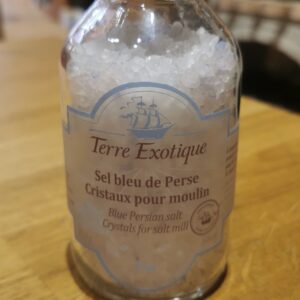 Terre Exotique
Sel bleu de Perse
Cristaux pour moulin
Blue Persian salt
Crystals for salt mill